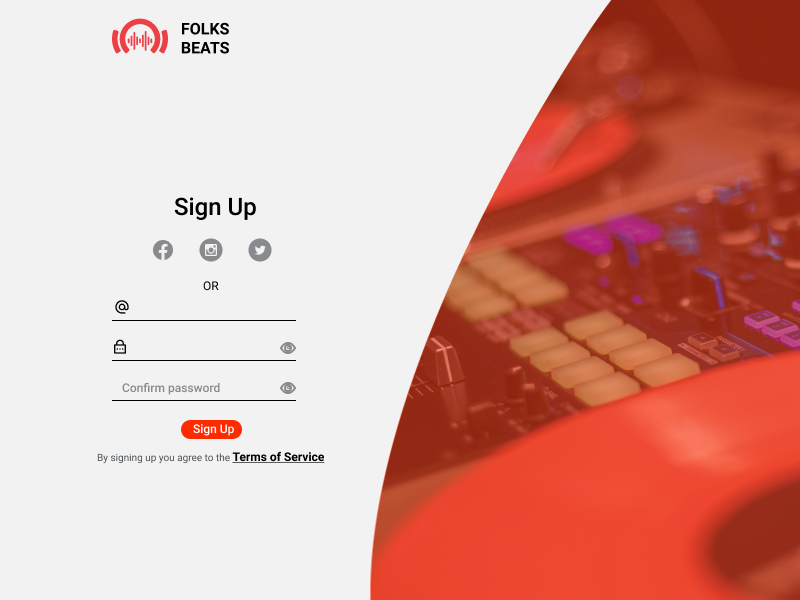 FOLKS
BEATS
Sign Up
OR
@
Confirm password
Sign Up
By signing up you agree to the Terms of Service